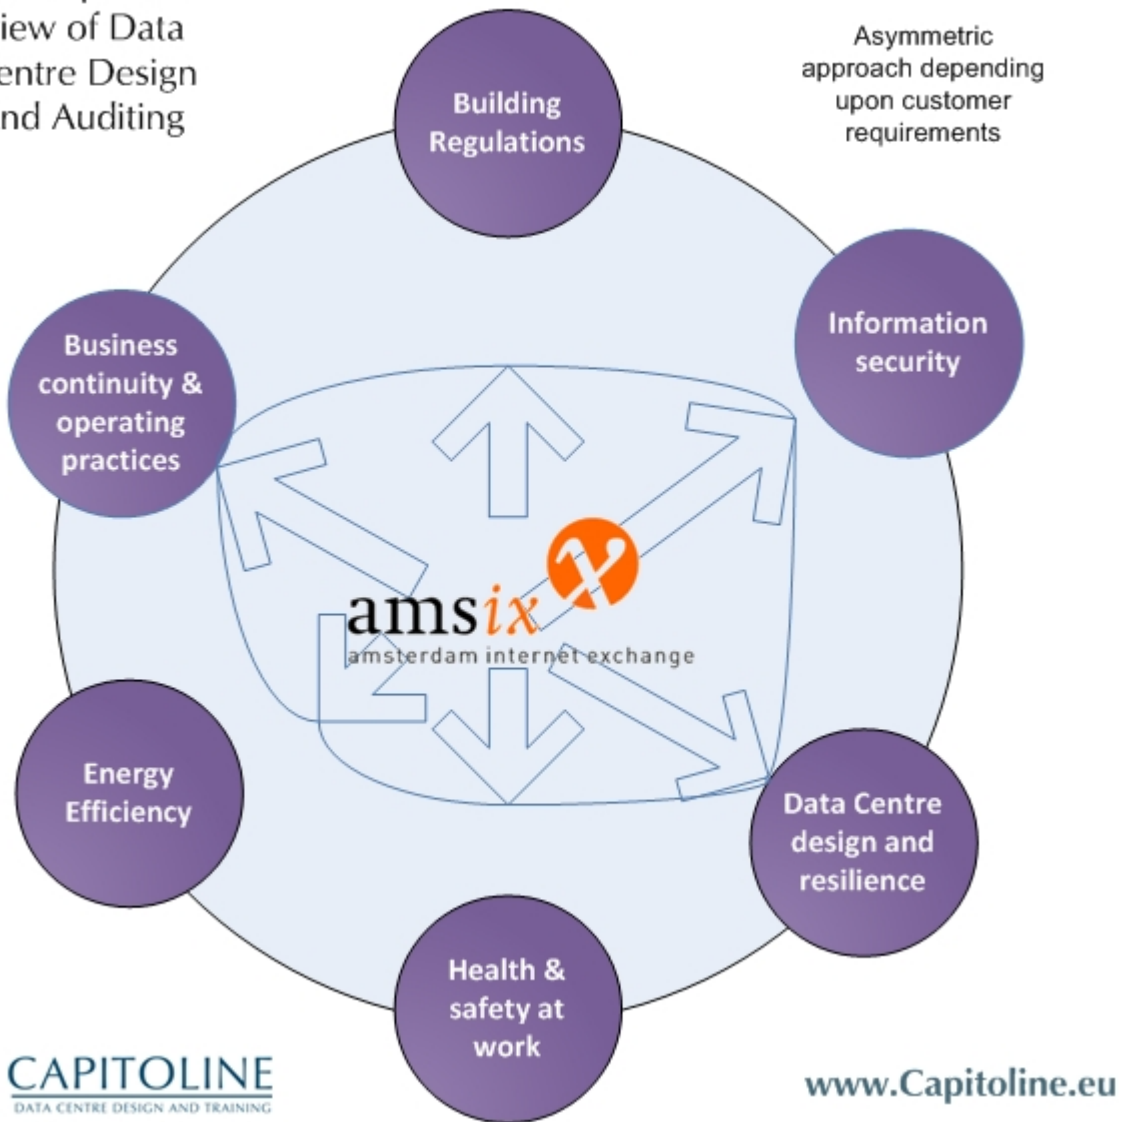 iew of Data
entre Design
nd Auditing
Asymmetric
approach depending
upon customer
requirements
Building
Regulations
Information
security
Business
continuity &
operating
practices
amsix
amsterdam internet exchange
Energy
Efficiency
Data Centre
design and
resilience
Health &
safety at
work
CAPITOLINE
DATA CENTRE DESIGN AND TRAINING
www.Capitoline.eu